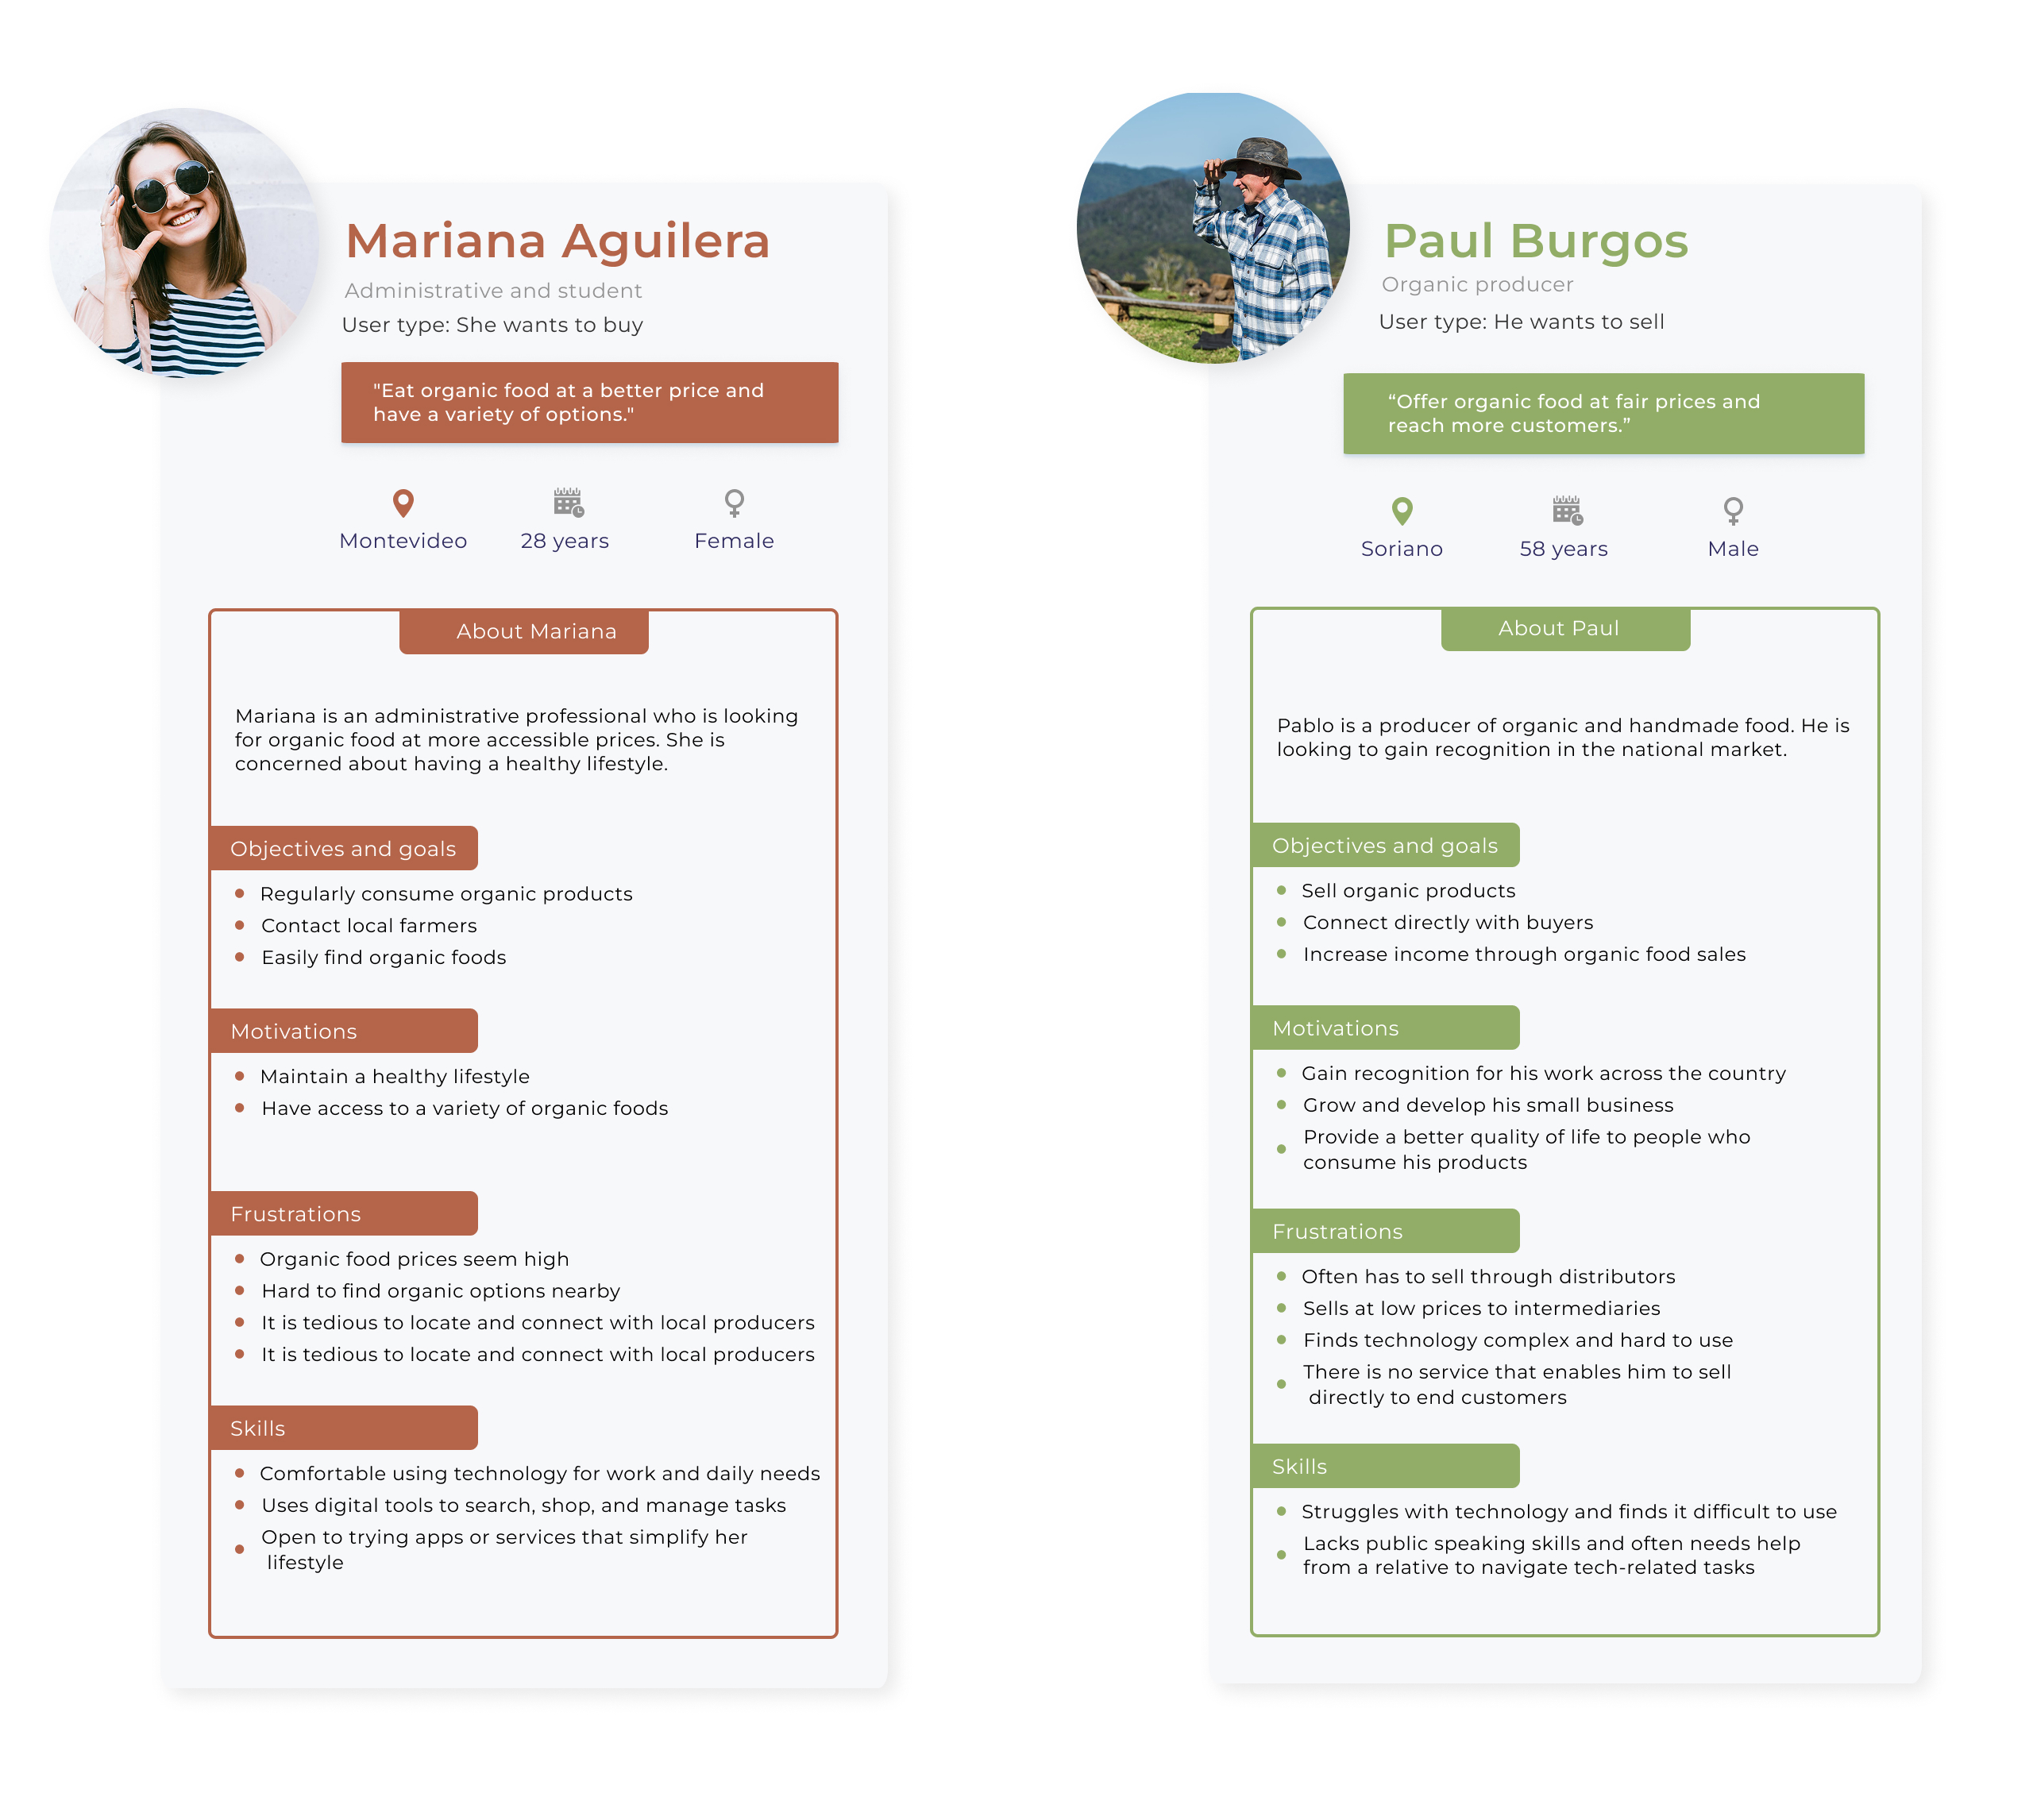 Mariana Aguilera
Administrative and student
User type: She wants to buy
"Eat organic food at a better price and
have a variety of options."
Montevideo
28 years
Female
About Mariana
Mariana is an administrative professional who is looking
for organic food at more accessible prices. She is
concerned about having a healthy lifestyle.
Objectives and goals
Regularly consume organic products
Contact local farmers
Easily find organic foods
Motivations
Maintain a healthy lifestyle
Have access to a variety of organic foods
Frustrations
Organic food prices seem high
Hard to find organic options nearby
It is tedious to locate and connect with local producers
It is tedious to locate and connect with local producers
Skills
Comfortable using technology for work and daily needs
Uses digital tools to search, shop, and manage tasks
Open to trying apps or services that simplify her
lifestyle
Paul Burgos
Organic producer
User type: He wants to sell
“Offer organic food at fair prices and
reach more customers.”
Soriano
58 years
Male
About Paul
Pablo is a producer of organic and handmade food. He is
looking to gain recognition in the national market.
Objectives and goals
Sell organic products
Connect directly with buyers
Increase income through organic food sales
Motivations
Gain recognition for his work across the country
Grow and develop his small business
Provide a better quality of life to people who
consume his products
Frustrations
Often has to sell through distributors
Sells at low prices to intermediaries
Finds technology complex and hard to use
There is no service that enables him to sell
directly to end customers
Skills
Struggles with technology and finds it difficult to use
Lacks public speaking skills and often needs help
from a relative to navigate tech-related tasks